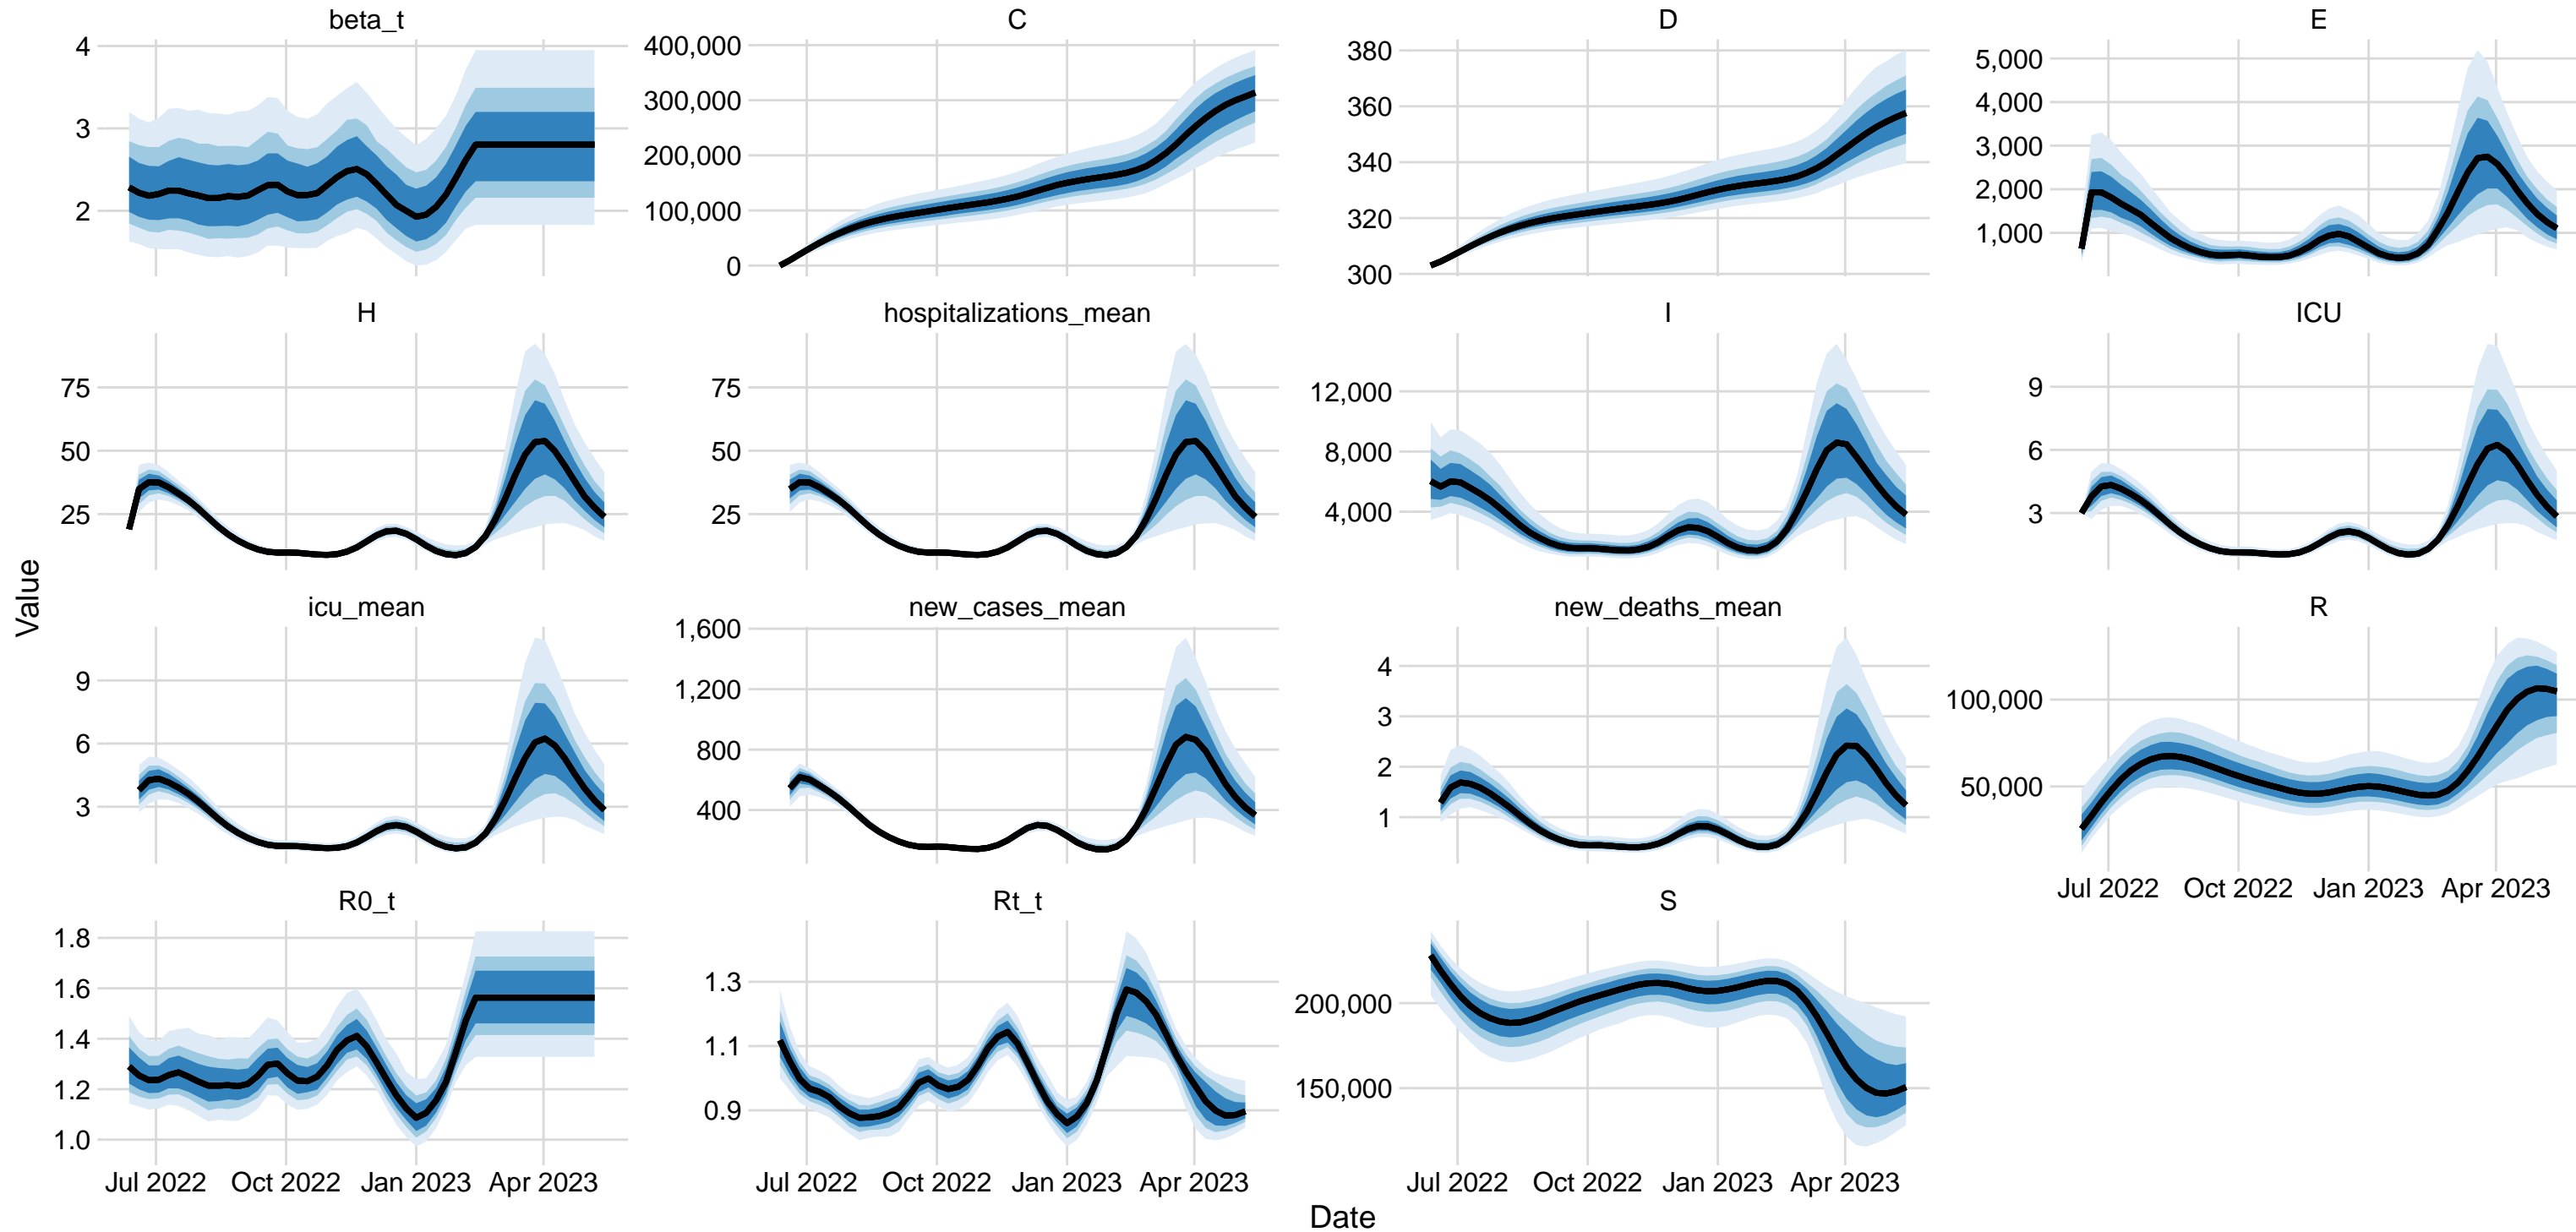 beta_t
C
D
E
4
3
2
400,000
300,000
200,000
100,000
0
380
360
340
320
300
5,000
4,000
3,000
2,000
1,000
H
hospitalizations_mean
I
ICU
75
50
25
75
50
25
12,000
8,000
4,000
9
6
3
Value
icu_mean
new_cases_mean
new_deaths_mean
R
9
6
3
1,600
1,200
800
400
4
3
2
1
100,000
50,000
Jul 2022 Oct 2022 Jan 2023 Apr 2023
R0_t
Rt_t
S
1.8
1.6
1.4
1.2
1.0
1.3
1.1
0.9
200,000
150,000
Jul 2022 Oct 2022 Jan 2023 Apr 2023
Jul 2022 Oct 2022 Jan 2023 Apr 2023
Jul 2022 Oct 2022 Jan 2023 Apr 2023
Date